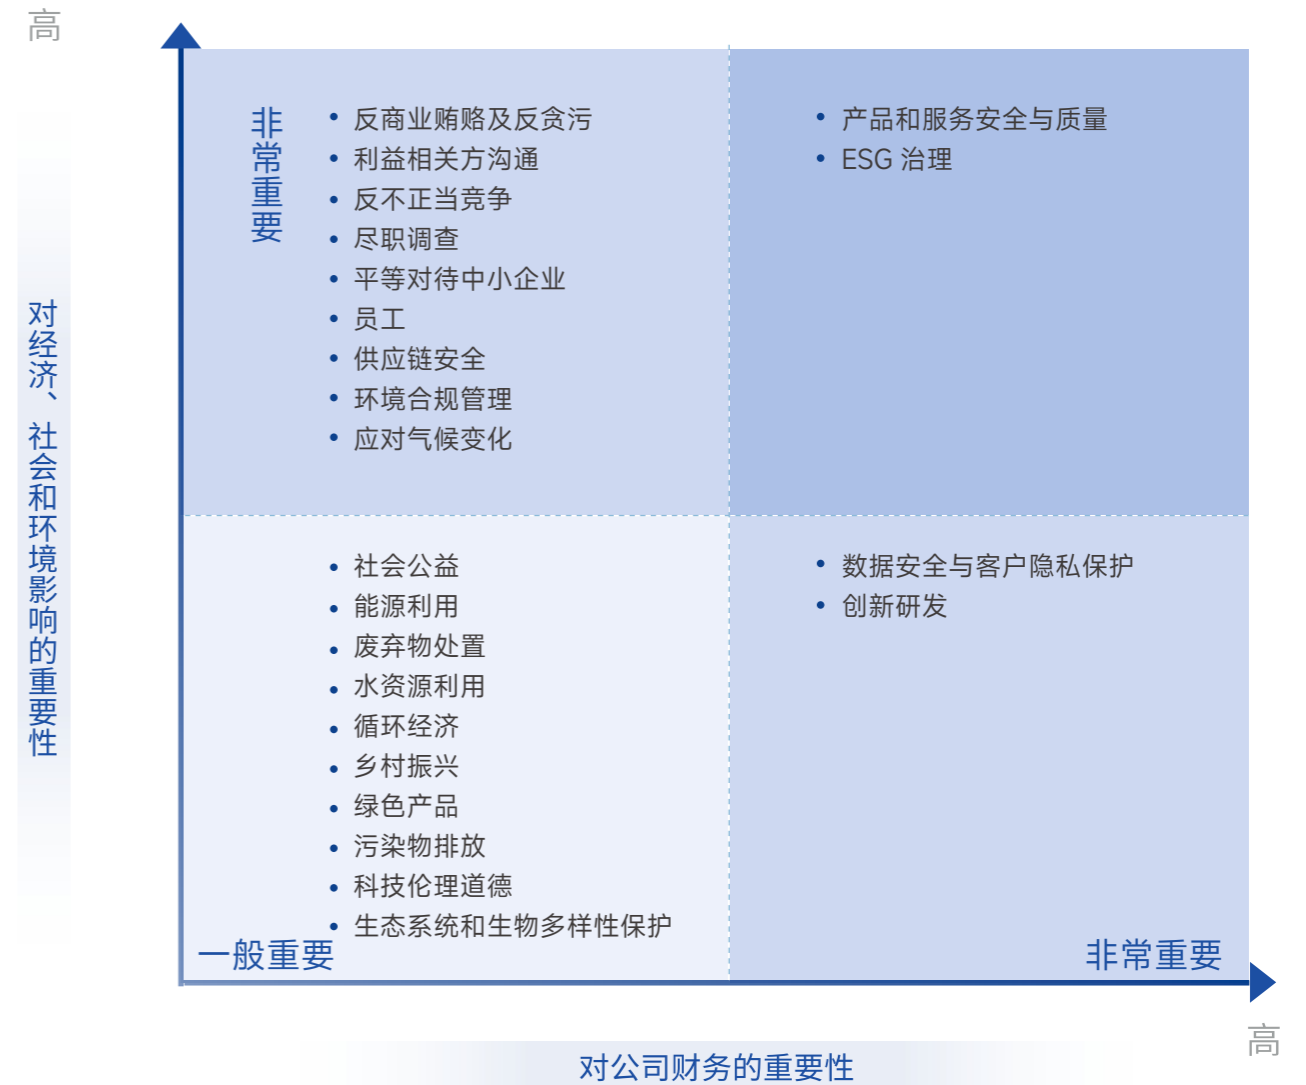 高
对经济、社会和环境影响的重要性
非常重要
反商业贿赂及反贪污
利益相关方沟通
反不正当竞争
尽职调查
平等对待中小企业
员工
供应链安全
环境合规管理
应对气候变化
产品和服务安全与质量
ESG 治理
社会公益
能源利用
废弃物处置
水资源利用
循环经济
乡村振兴
绿色产品
污染物排放
科技伦理道德
生态系统和生物多样性保护
数据安全与客户隐私保护
创新研发
一般重要
非常重要
高
对公司财务的重要性